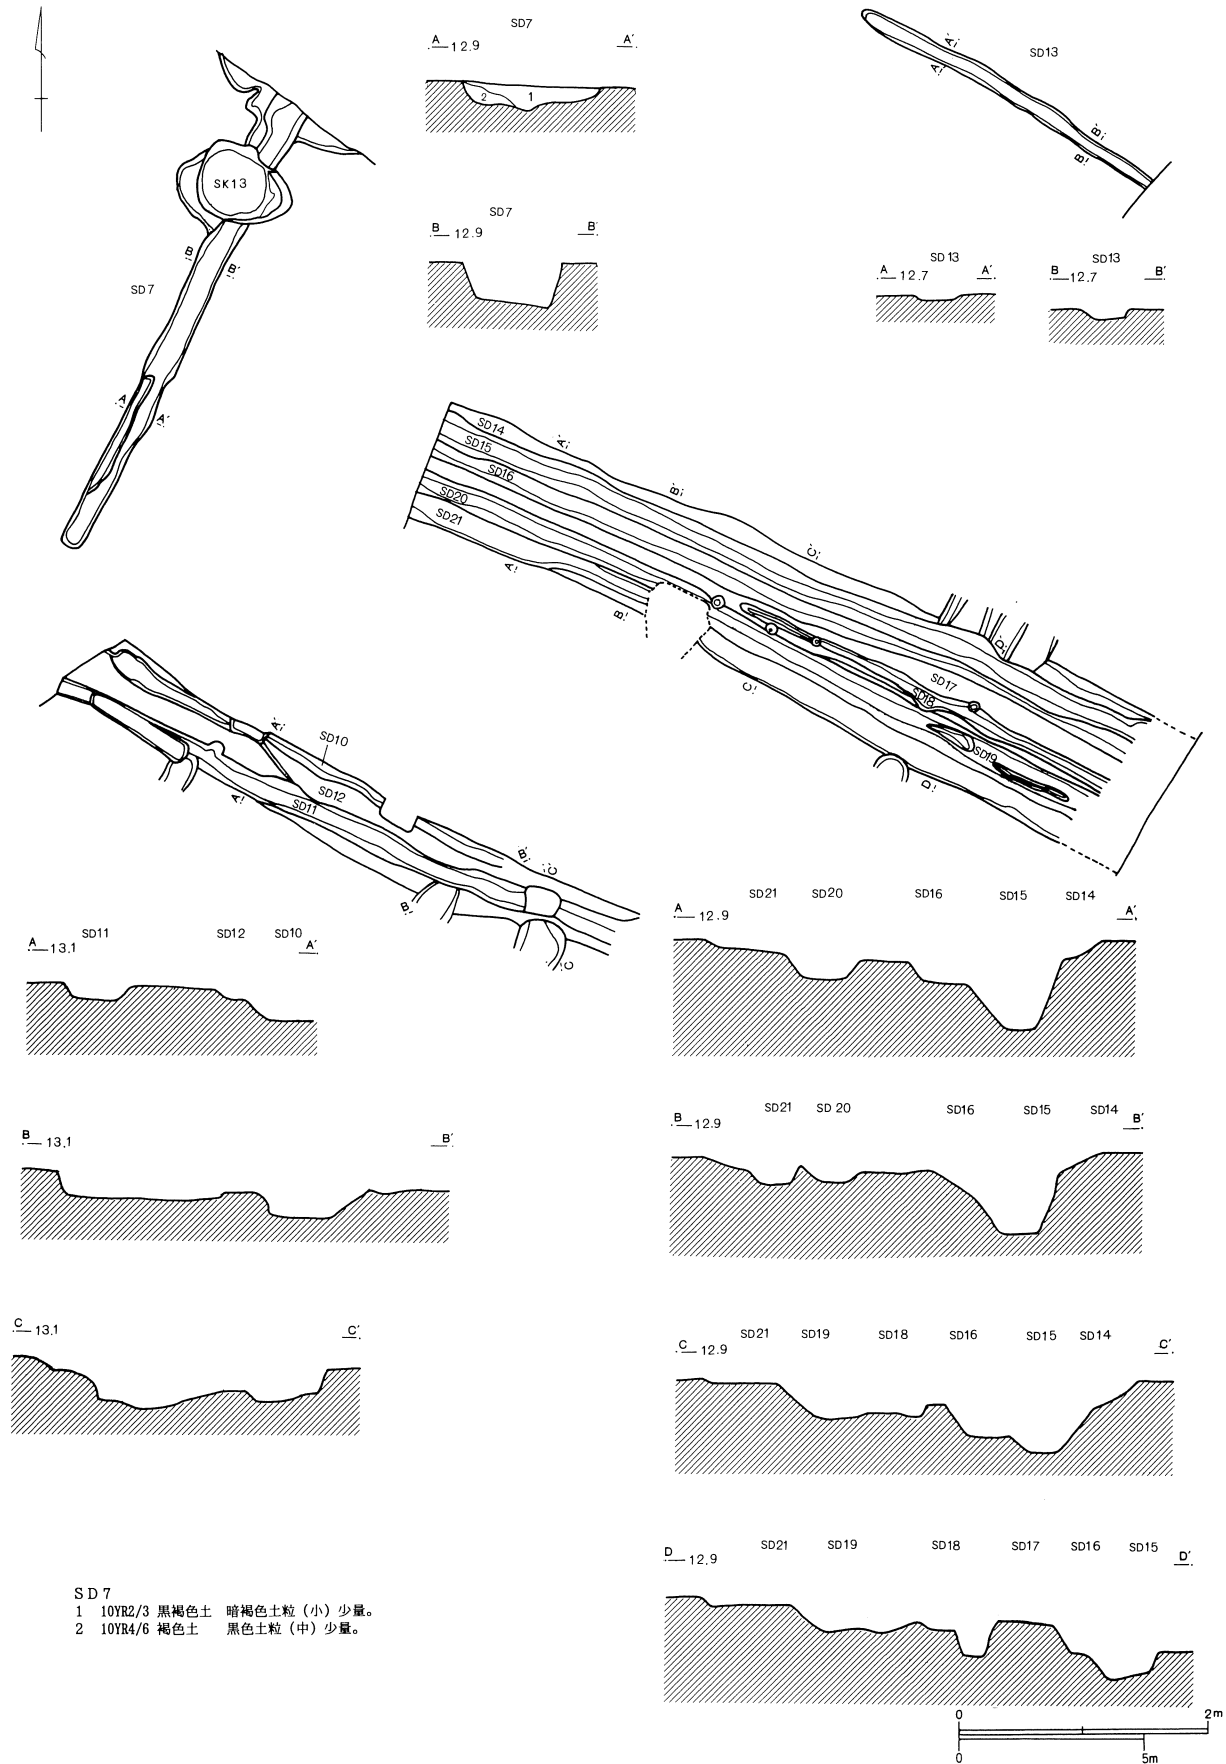 SD7
A 12.9 A′
2 1
SD7
B 12.9 B′
SK13
B
B′
SD7
A
A′
SD13
A′
A
B′
B
SD13
A 12.7 A′
SD13
B 12.7 B′
SD14
SD15
SD16
SD20
SD21
A′
B′
C′
D′
A
B
C
D
SD17
SD18
SD19
A′
SD10
SD12
SD11
A
B′ C′
B
C
SD11 SD12 SD10
A 13.1 A′
B 13.1 B′
C 13.1 C′
SD21 SD20 SD16 SD15 SD14
A 12.9 A′
SD21 SD 20 SD16 SD15 SD14
B 12.9 B′
SD21 SD19 SD18 SD16 SD15 SD14
C 12.9 C′
SD21 SD19 SD18 SD17 SD16 SD15
D 12.9 D′
SD7
1 10YR2/3 黒褐色土 暗褐色土粒（小）少量。
2 10YR4/6 褐色土 黒色土粒（中）少量。
0 2m
0 5m